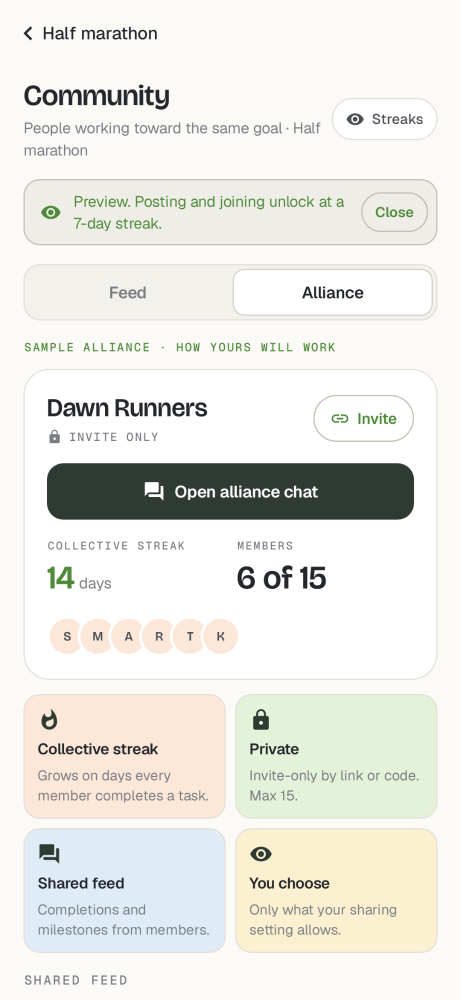 Half marathon
Community
People working toward the same goal · Half
marathon
Streaks
Preview. Posting and joining unlock at a
7-day streak.
Close
Feed
Alliance
SAMPLE ALLIANCE · HOW YOURS WILL WORK
Dawn Runners
INVITE ONLY
Invite
Open alliance chat
COLLECTIVE STREAK
14 days
MEMBERS
6 of 15
S M A R T K
Collective streak
Grows on days every
member completes a task.
Private
Invite-only by link or code.
Max 15.
Shared feed
Completions and
milestones from members.
You choose
Only what your sharing
setting allows.
SHARED FEED